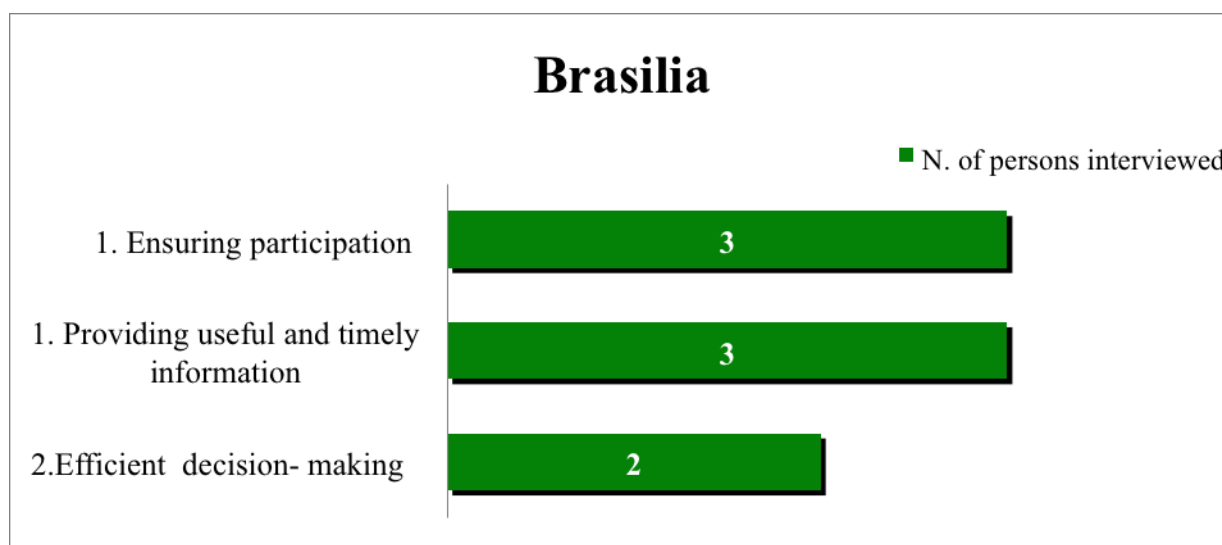 Brasilia
N. of persons interviewed
1. Ensuring participation
3
1. Providing useful and timely
information
3
2.Efficient  decision- making
2